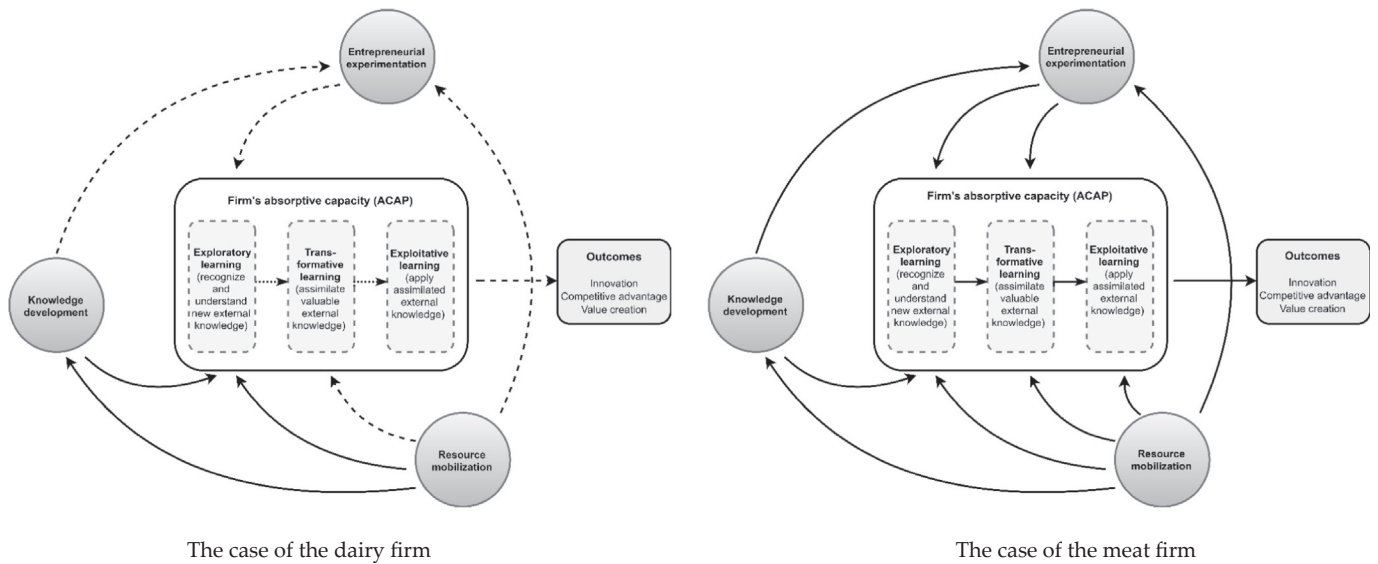 Entrepreneurial
experimentation
Firm's absorptive capacity (ACAP)
Exploratory
learning
(recognize
and
understand
new external
knowledge)
Trans-
formative
learning
(assimilate
valuable
external
knowledge)
Exploitative
learning
(apply
assimilated
external
knowledge)
Outcomes
Innovation
Competitive advantage
Value creation
Knowledge
development
Resource
mobilization
The case of the dairy firm
Entrepreneurial
experimentation
Firm's absorptive capacity (ACAP)
Exploratory
learning
(recognize
and
understand
new external
knowledge)
Trans-
formative
learning
(assimilate
valuable
external
knowledge)
Exploitative
learning
(apply
assimilated
external
knowledge)
Outcomes
Innovation
Competitive advantage
Value creation
Knowledge
development
Resource
mobilization
The case of the meat firm